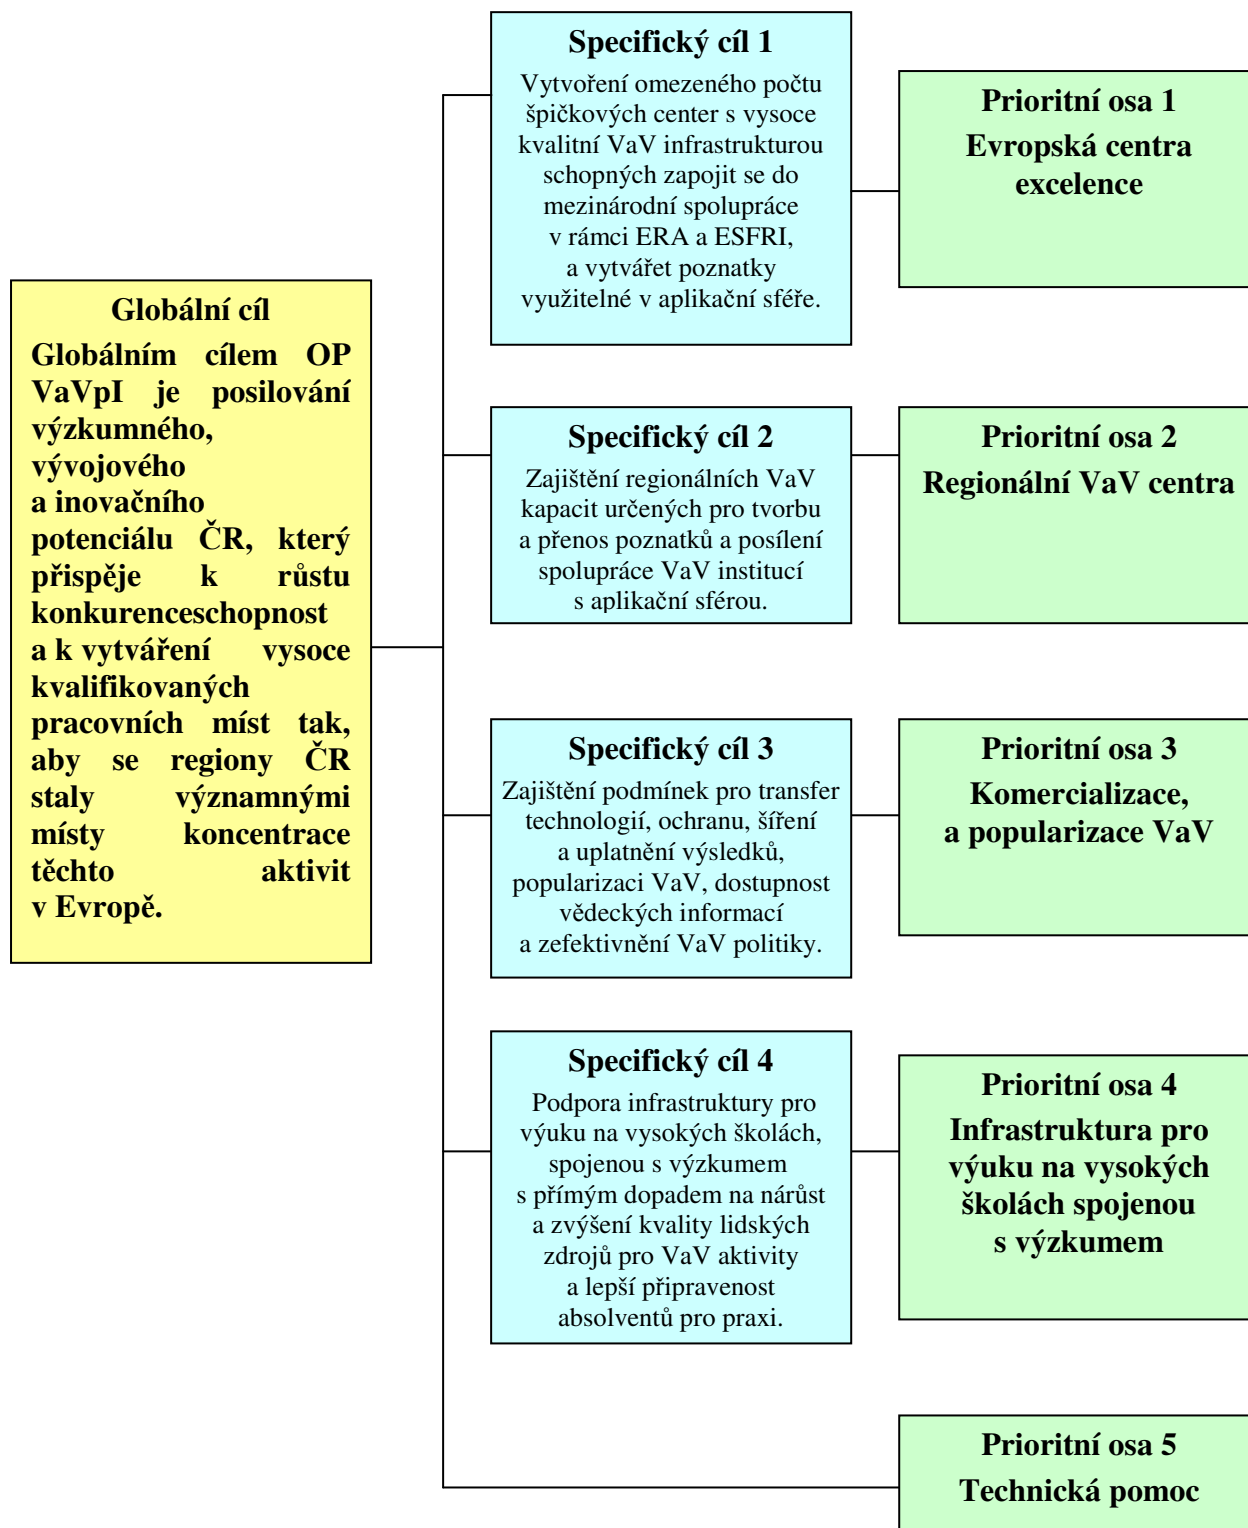 Globální cíl
Globálním cílem OP
VaVpI je posilování
výzkumného,
vývojového
a inovačního
potenciálu ČR, který
přispěje k růstu
konkurenceschopnost
a k vytváření vysoce
kvalifikovaných
pracovních míst tak,
aby se regiony ČR
staly významnými
místy koncentrace
těchto aktivit
v Evropě.
Specifický cíl 1
Vytvoření omezeného počtu
špičkových center s vysoce
kvalitní VaV infrastrukturou
schopných zapojit se do
mezinárodní spolupráce
v rámci ERA a ESFRI,
a vytvářet poznatky
využitelné v aplikační sféře.
Prioritní osa 1
Evropská centra
excelence
Specifický cíl 2
Zajištění regionálních VaV
kapacit určených pro tvorbu
a přenos poznatků a posílení
spolupráce VaV institucí
s aplikační sférou.
Prioritní osa 2
Regionální VaV centra
Specifický cíl 3
Zajištění podmínek pro transfer
technologií, ochranu, šíření
a uplatnění výsledků,
popularizaci VaV, dostupnost
vědeckých informací
a zefektivnění VaV politiky.
Prioritní osa 3
Komercializace,
a popularizace VaV
Specifický cíl 4
Podpora infrastruktury pro
výuku na vysokých školách,
spojenou s výzkumem
s přímým dopadem na nárůst
a zvýšení kvality lidských
zdrojů pro VaV aktivity
a lepší připravenost
absolventů pro praxi.
Prioritní osa 4
Infrastruktura pro
výuku na vysokých
školách spojenou
s výzkumem
Prioritní osa 5
Technická pomoc